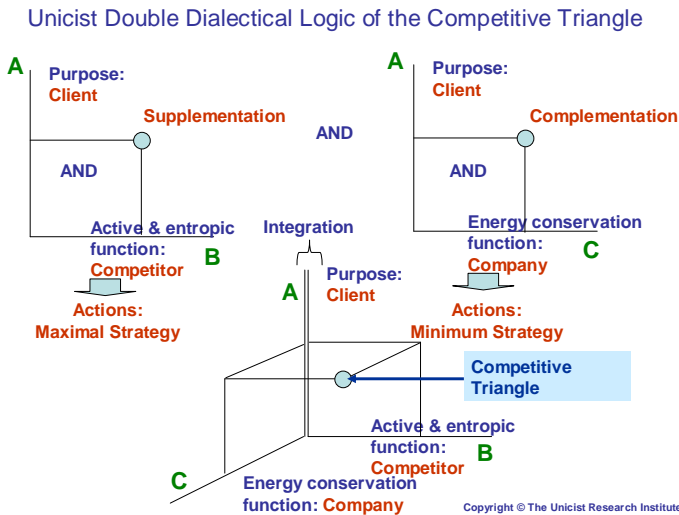 Unicist Double Dialectical Logic of the Competitive Triangle
A
Purpose:
Client
Supplementation
AND
Active & entropic
function:
Competitor
B
Actions:
Maximal Strategy
AND
A
Purpose:
Client
Complementation
AND
Energy conservation
function:
Company
C
Actions:
Minimum Strategy
Integration
A
Purpose:
Client
Competitive
Triangle
Active & entropic
function:
Competitor
B
C
Energy conservation
function: Company
Copyright © The Unicist Research Institute